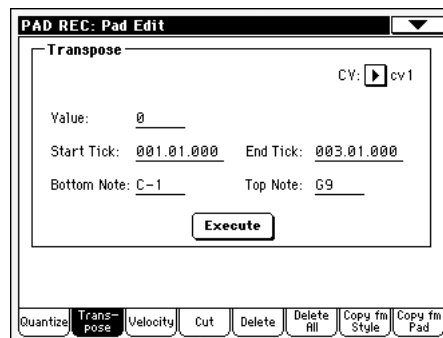 PAD REC: Pad Edit
Transpose
CV: cv1
Value: 0
Start Tick: 001.01.000 End Tick: 003.01.000
Bottom Note: C-1 Top Note: G9
Execute
Quantize Trans-pose Velocity Cut Delete Delete All Copy fm Style Copy fm Pad